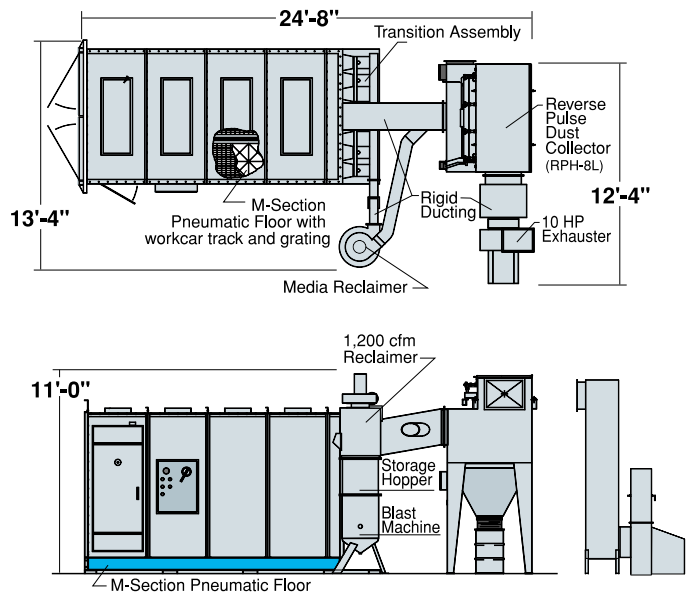 24'-8"
Transition Assembly
Reverse
Pulse
Dust
Collector
(RPH-8L)
12'-4"
M-Section
Pneumatic Floor with
workcar track and grating
Rigid
Ducting
10 HP
Exhauster
13'-4"
Media Reclaimer
1,200 cfm
Reclaimer
11'-0"
Storage
Hopper
Blast
Machine
M-Section Pneumatic Floor